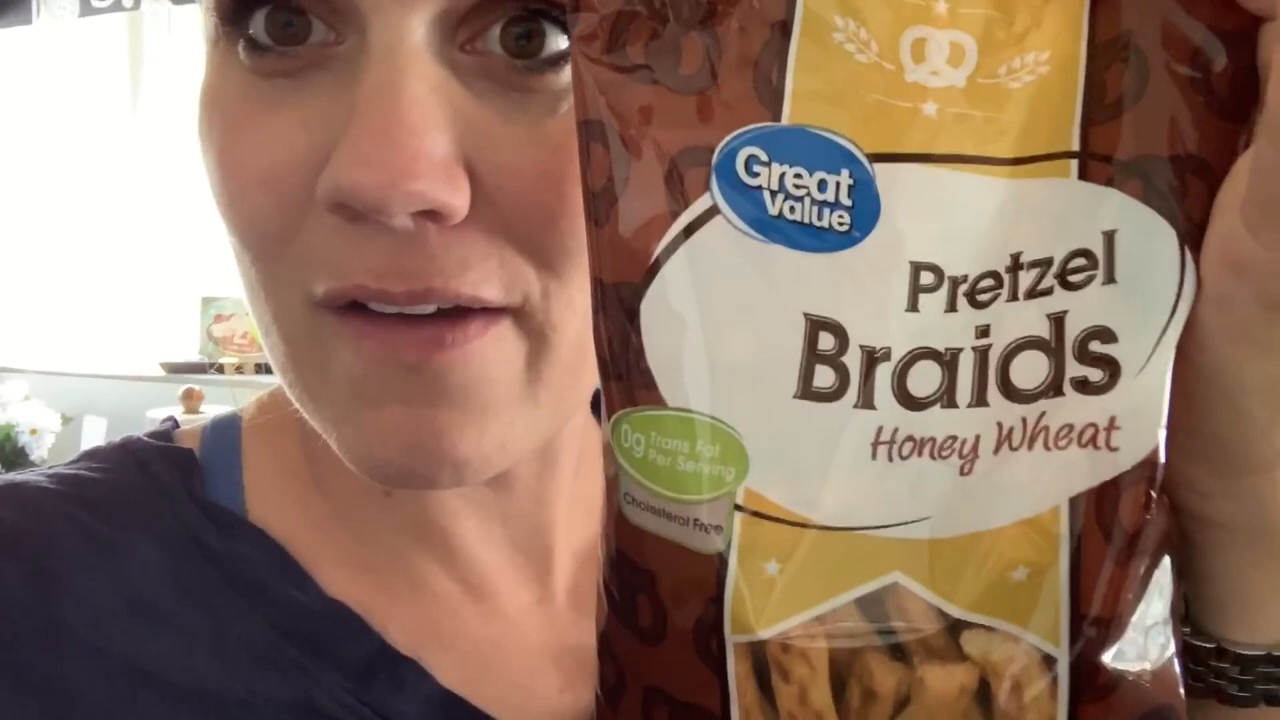 Great
Value
Pretzel
Braids
Honey Wheat
0g Trans Fat
Per Serving
Cholesterol Free